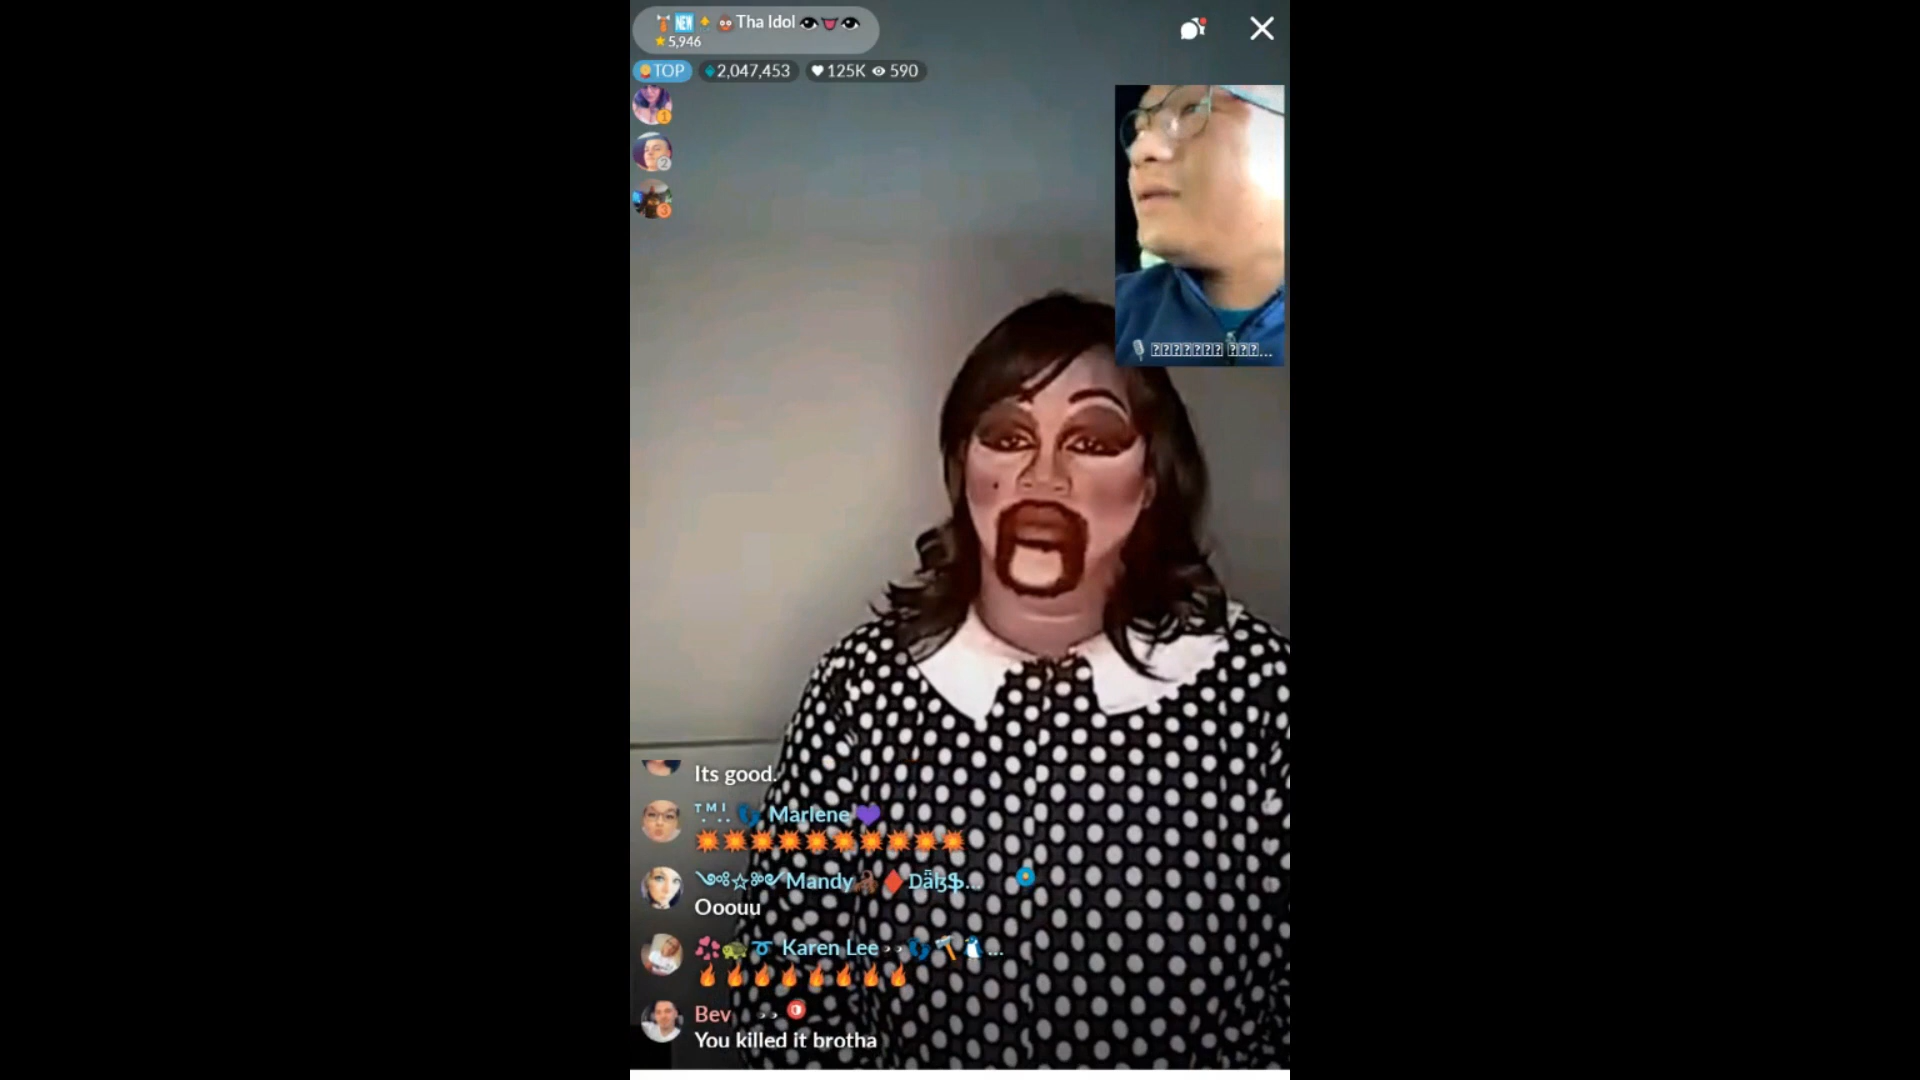 Tha Idol
5,946
TOP
2,047,453
125K
590
Its good.
Marlene
Mandy
Ooouu
Karen Lee
Bev
You killed it brotha